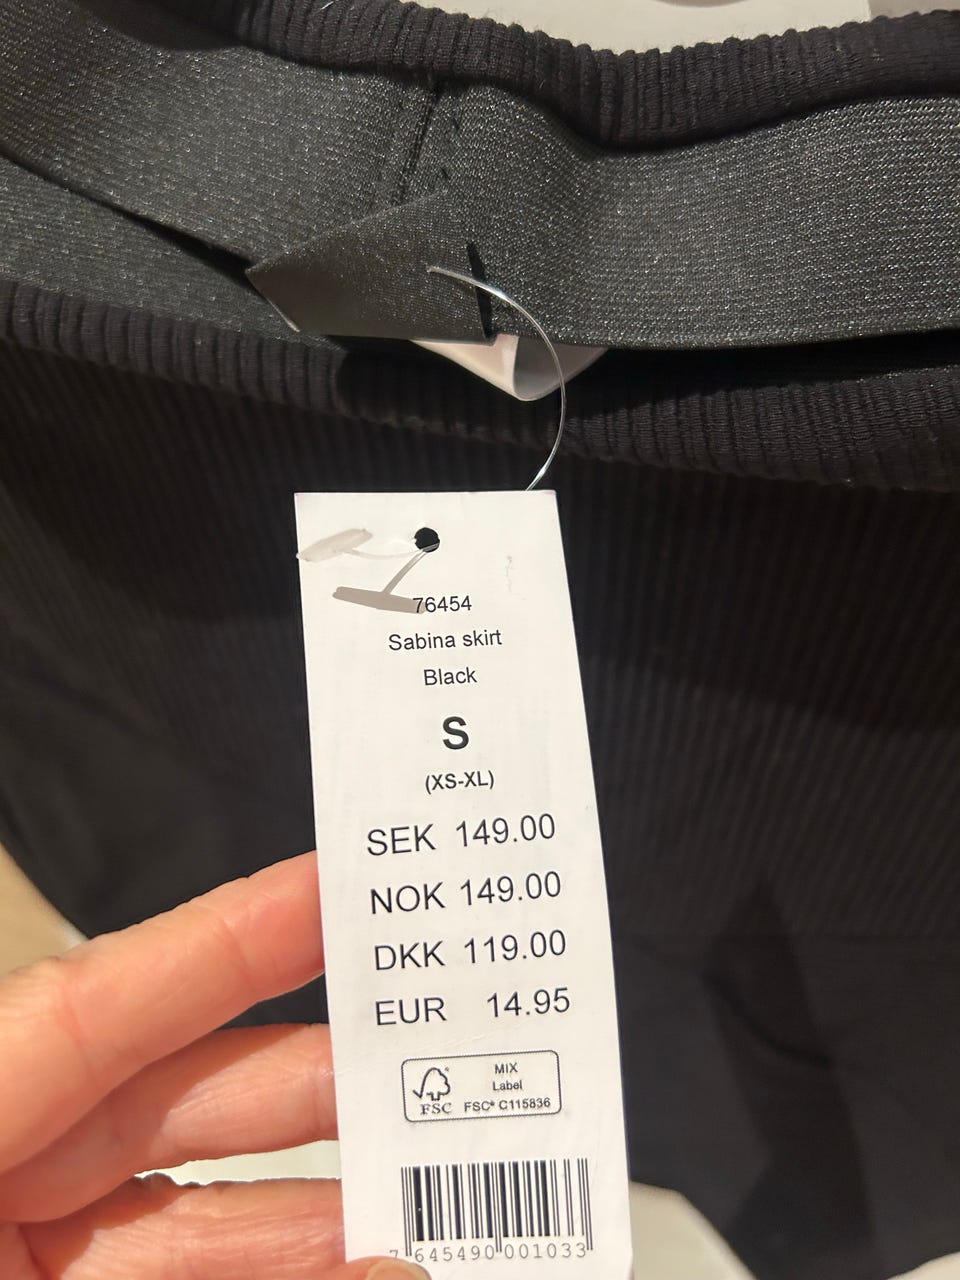 76454
Sabina skirt
Black
S
(XS-XL)
SEK 149.00
NOK 149.00
DKK 119.00
EUR 14.95
MIX
Label
FSC FSC® C115836
7 645490 001033